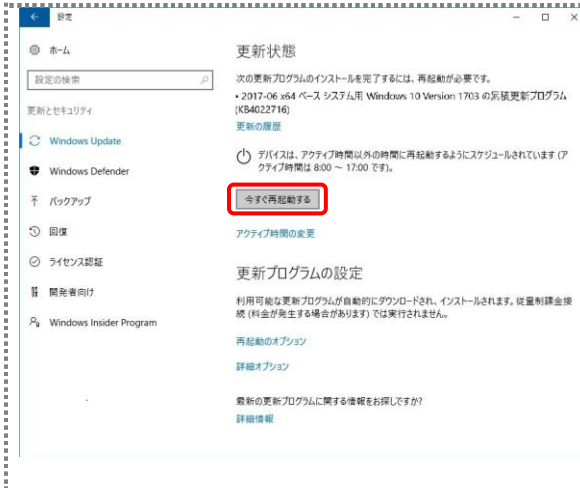 設定
ホーム
設定の検索
更新とセキュリティ
Windows Update
Windows Defender
バックアップ
回復
ライセンス認証
開発者向け
Windows Insider Program
更新状態
次の更新プログラムのインストールを完了するには、再起動が必要です。
• 2017-06 x64 ベース システム用 Windows 10 Version 1703 の累積更新プログラム
(KB4022716)
更新の履歴
デバイスは、アクティブ時間以外の時間に再起動するようにスケジュールされています (ア
クティブ時間は 8:00 ～ 17:00 です)。
今すぐ再起動する
アクティブ時間の変更
更新プログラムの設定
利用可能な更新プログラムが自動的にダウンロードされ、インストールされます。従量制課金接
続 (料金が発生する場合があります) では実行されません。
再起動のオプション
詳細オプション
最新の更新プログラムに関する情報をお探しですか?
詳細情報